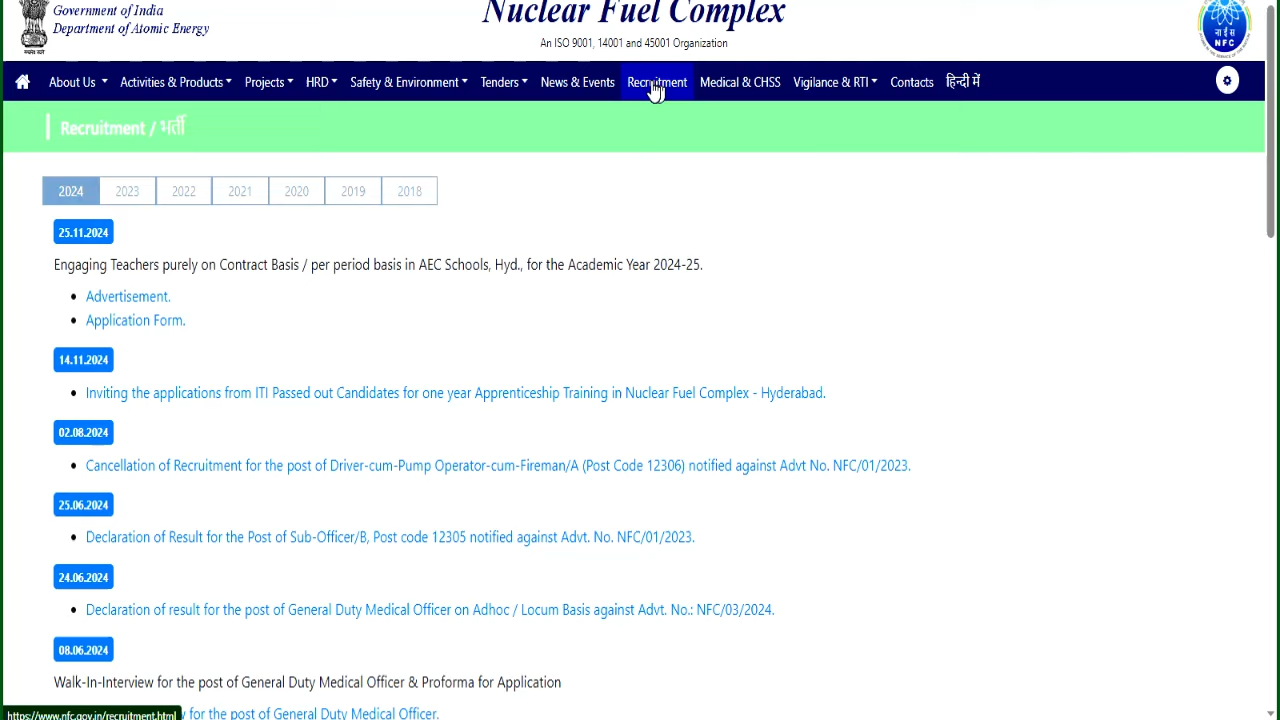 Government of India
Department of Atomic Energy
Nuclear Fuel Complex
An ISO 9001, 14001 and 45001 Organization
NFC
About Us Activities & Products Projects HRD Safety & Environment Tenders News & Events Recruitment Medical & CHSS Vigilance & RTI Contacts हिन्दी में
Recruitment / भर्ती
2024 2023 2022 2021 2020 2019 2018
25.11.2024
Engaging Teachers purely on Contract Basis / per period basis in AEC Schools, Hyd., for the Academic Year 2024-25.
Advertisement.
Application Form.
14.11.2024
Inviting the applications from ITI Passed out Candidates for one year Apprenticeship Training in Nuclear Fuel Complex - Hyderabad.
02.08.2024
Cancellation of Recruitment for the post of Driver-cum-Pump Operator-cum-Fireman/A (Post Code 12306) notified against Advt No. NFC/01/2023.
25.06.2024
Declaration of Result for the Post of Sub-Officer/B, Post code 12305 notified against Advt. No. NFC/01/2023.
24.06.2024
Declaration of result for the post of General Duty Medical Officer on Adhoc / Locum Basis against Advt. No.: NFC/03/2024.
08.06.2024
Walk-In-Interview for the post of General Duty Medical Officer & Proforma for Application
for the post of General Duty Medical Officer.
https://www.nfc.gov.in/recruitment.html